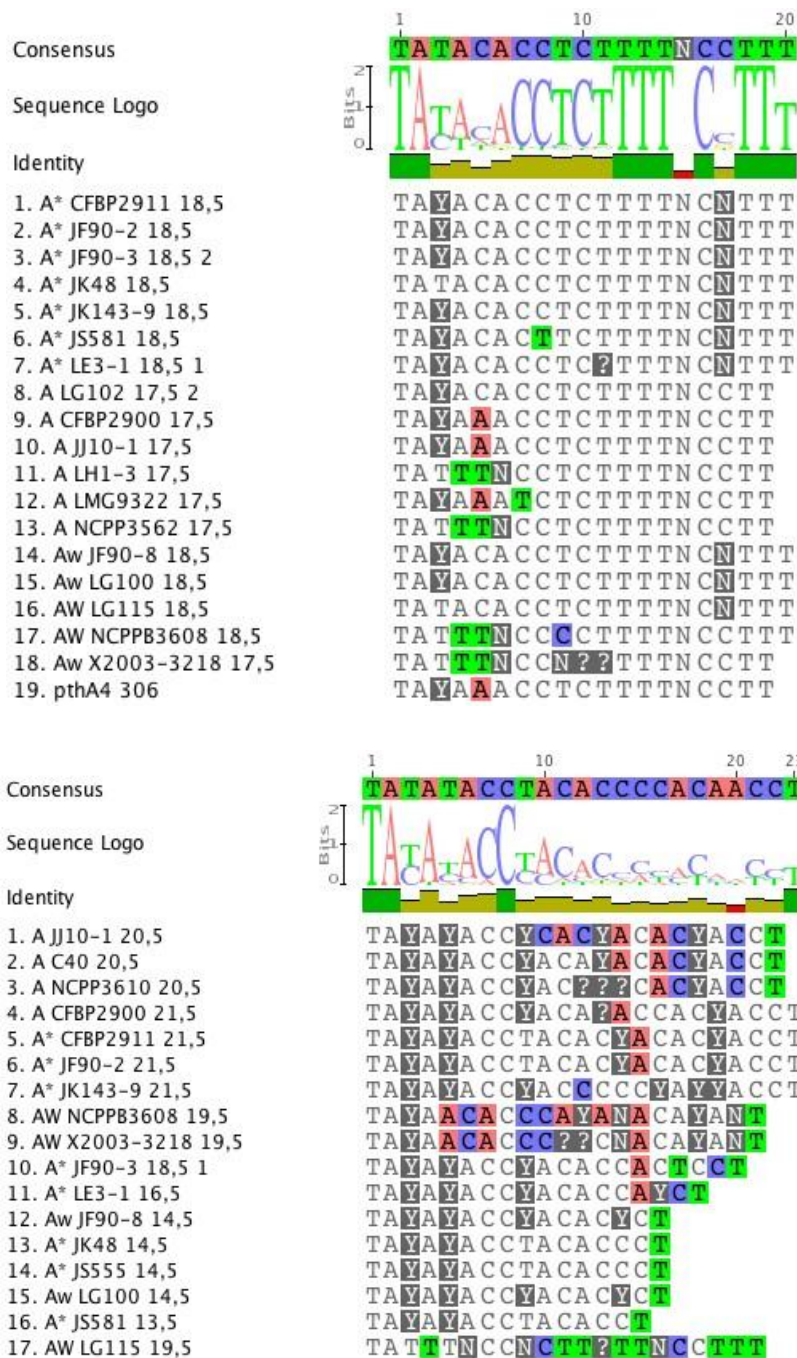 1 10 20
Consensus TATACACCTCTTTTNCCTTT
Sequence Logo Bits 2 1 0
Identity
1. A* CFBP2911 18,5 TAYACACCTCTTTTNCNTTT
2. A* JF90-2 18,5 TAYACACCTCTTTTNCNTTT
3. A* JF90-3 18,5 2 TAYACACCTCTTTTNCNTTT
4. A* JK48 18,5 TATACACCTCTTTTNCNTTT
5. A* JK143-9 18,5 TAYACACCTCTTTTNCNTTT
6. A* JS581 18,5 TAYACACTTCTTTTNCNTTT
7. A* LE3-1 18,5 1 TAYACACCTC?TTTNCNTTT
8. A LG102 17,5 2 TAYACACCTCTTTTNCCTT
9. A CFBP2900 17,5 TAYAAACCTCTTTTNCCTT
10. A JJ10-1 17,5 TAYAAACCTCTTTTNCCTT
11. A LH1-3 17,5 TATTTNCCTCTTTTNCCTT
12. A LMG9322 17,5 TAYAAATCTCTTTTNCCTT
13. A NCPP3562 17,5 TATTTNCCTCTTTTNCCTT
14. Aw JF90-8 18,5 TAYACACCTCTTTTNCNTTT
15. Aw LG100 18,5 TAYACACCTCTTTTNCNTTT
16. AW LG115 18,5 TATACACCTCTTTTNCNTTT
17. AW NCPPB3608 18,5 TATTTNCCCCTTTTNCCTTT
18. Aw X2003-3218 17,5 TATTTNCCN??TTTNCCTT
19. pthA4 306 TAYAAACCTCTTTTNCCTT
1 10 20
Consensus TATATACCTACACCCCACAACCT
Sequence Logo Bits 2 1 0
Identity
1. A JJ10-1 20,5 TAYAYACCYCACYACACYACCT
2. A C40 20,5 TAYAYACCYACAYACACYACCT
3. A NCPP3610 20,5 TAYAYACCYAC???CACYACCT
4. A CFBP2900 21,5 TAYAYACCYACA?ACCACYACCT
5. A* CFBP2911 21,5 TAYAYACCTACACYACACYACCT
6. A* JF90-2 21,5 TAYAYACCTACACYACACYACCT
7. A* JK143-9 21,5 TAYAYACCYACCCCCYAYYACCT
8. AW NCPPB3608 19,5 TAYAACACCCAYANACAYANT
9. AW X2003-3218 19,5 TAYAACACCC??CNACAYANT
10. A* JF90-3 18,5 1 TAYAYACCYACACCACTCCT
11. A* LE3-1 16,5 TAYAYACCYACACCAYCT
12. Aw JF90-8 14,5 TAYAYACCYACACYCT
13. A* JK48 14,5 TAYAYACCTACACCCT
14. A* JS555 14,5 TAYAYACCTACACCCT
15. Aw LG100 14,5 TAYAYACCYACACYCT
16. A* JS581 13,5 TAYAYACCTACACCT
17. AW LG115 19,5 TATTTNCCNCTT?TTNCCTTT